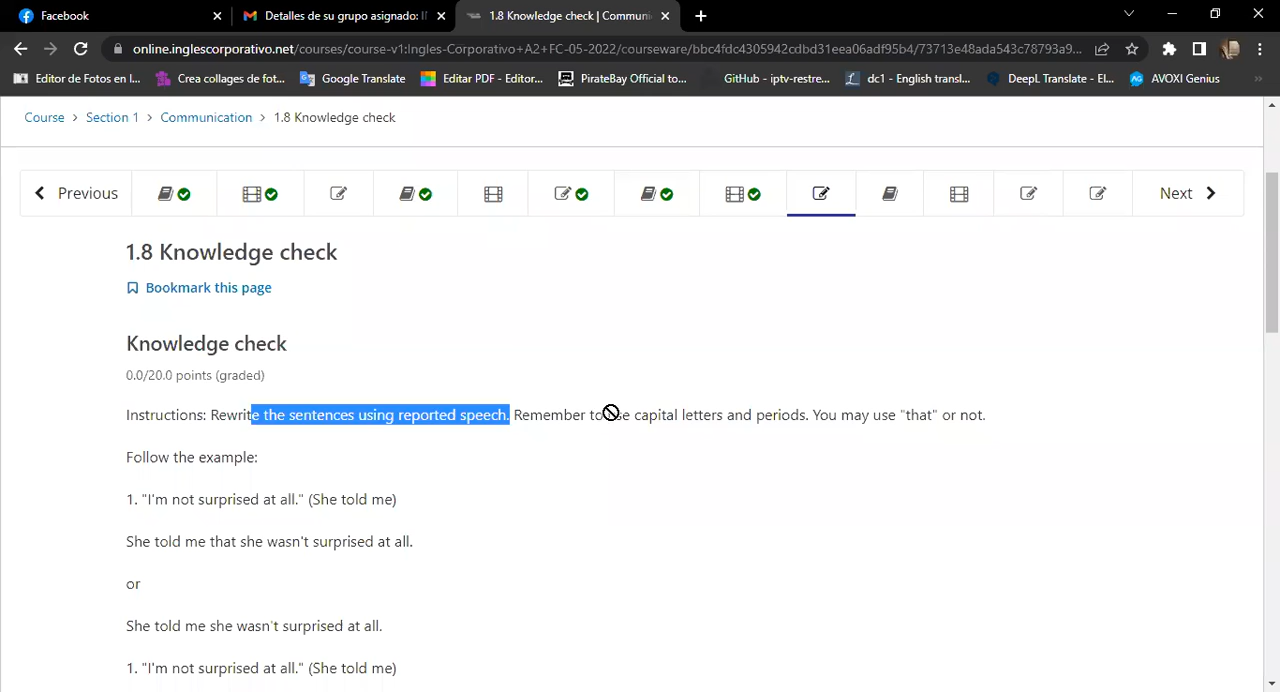 Facebook
Detalles de su grupo asignado: I
1.8 Knowledge check | Communi
online.inglescorporativo.net/courses/course-v1:Ingles-Corporativo+A2+FC-05-2022/courseware/bbc4fdc4305942cdbd31eea06adf95b4/73713e48ada543c78793a9...
Editor de Fotos en l...
Crea collages de fot...
Google Translate
Editar PDF - Editor...
PirateBay Official to...
GitHub - iptv-restre...
dc1 - English transl...
DeepL Translate - El...
AVOXI Genius
Course > Section 1 > Communication > 1.8 Knowledge check
Previous
Next
1.8 Knowledge check
Bookmark this page
Knowledge check
0.0/20.0 points (graded)
Instructions: Rewrite the sentences using reported speech. Remember to capital letters and periods. You may use "that" or not.
Follow the example:
1. "I'm not surprised at all." (She told me)
She told me that she wasn't surprised at all.
or
She told me she wasn't surprised at all.
1. "I'm not surprised at all." (She told me)